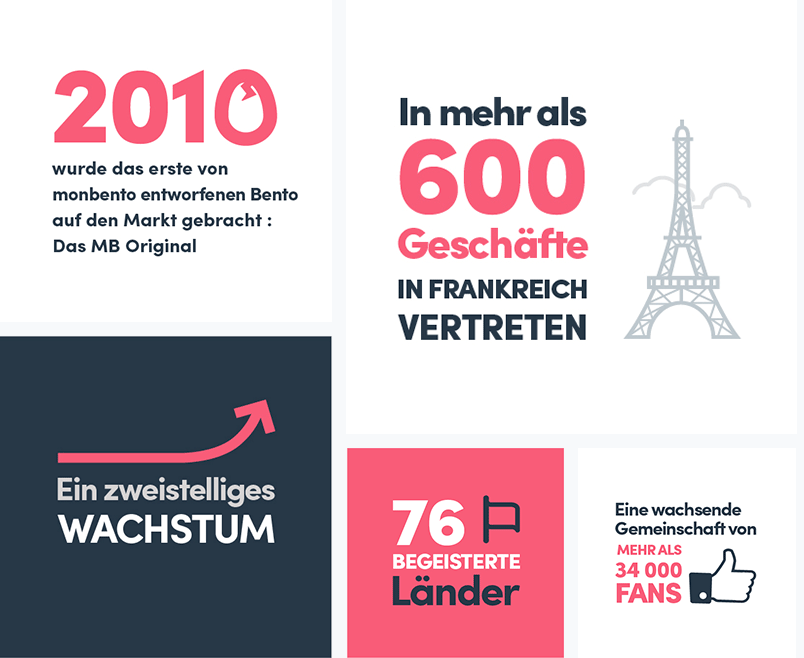 2010
wurde das erste von
monbento entworfenen Bento
auf den Markt gebracht :
Das MB Original
In mehr als
600
Geschäfte
IN FRANKREICH
VERTRETEN
Ein zweistelliges
WACHSTUM
76
BEGEISTERTE
Länder
Eine wachsende
Gemeinschaft von
MEHR ALS
34 000
FANS